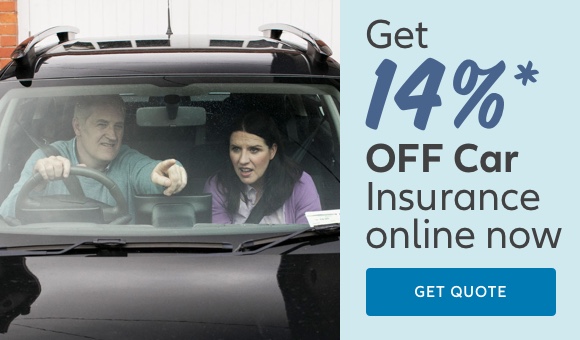 Get
14%*
OFF Car
Insurance
online now
GET QUOTE